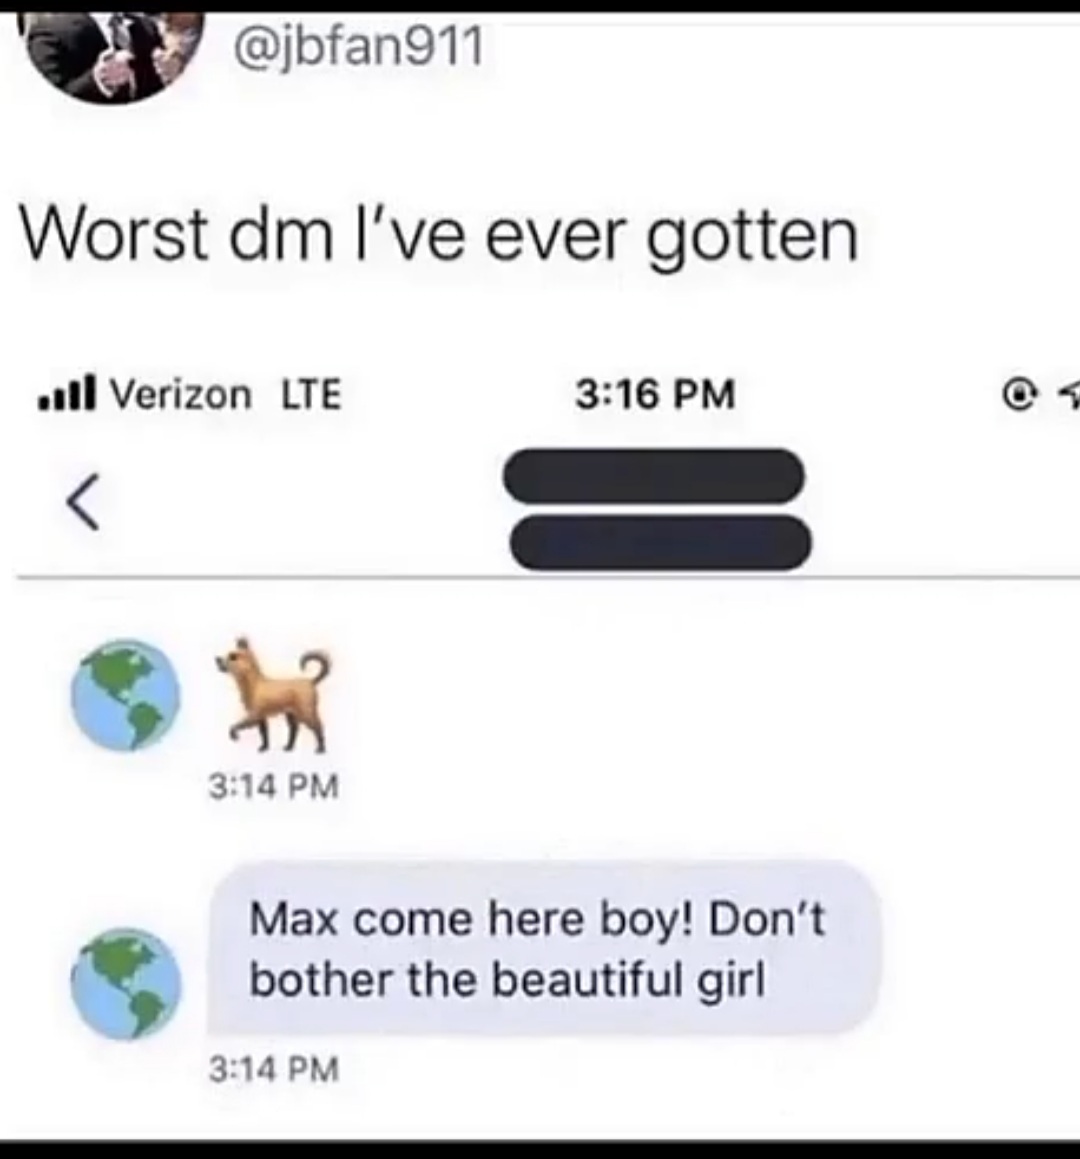 @jbfan911
Worst dm I've ever gotten
Verizon LTE 3:16 PM
3:14 PM
Max come here boy! Don't
bother the beautiful girl
3:14 PM